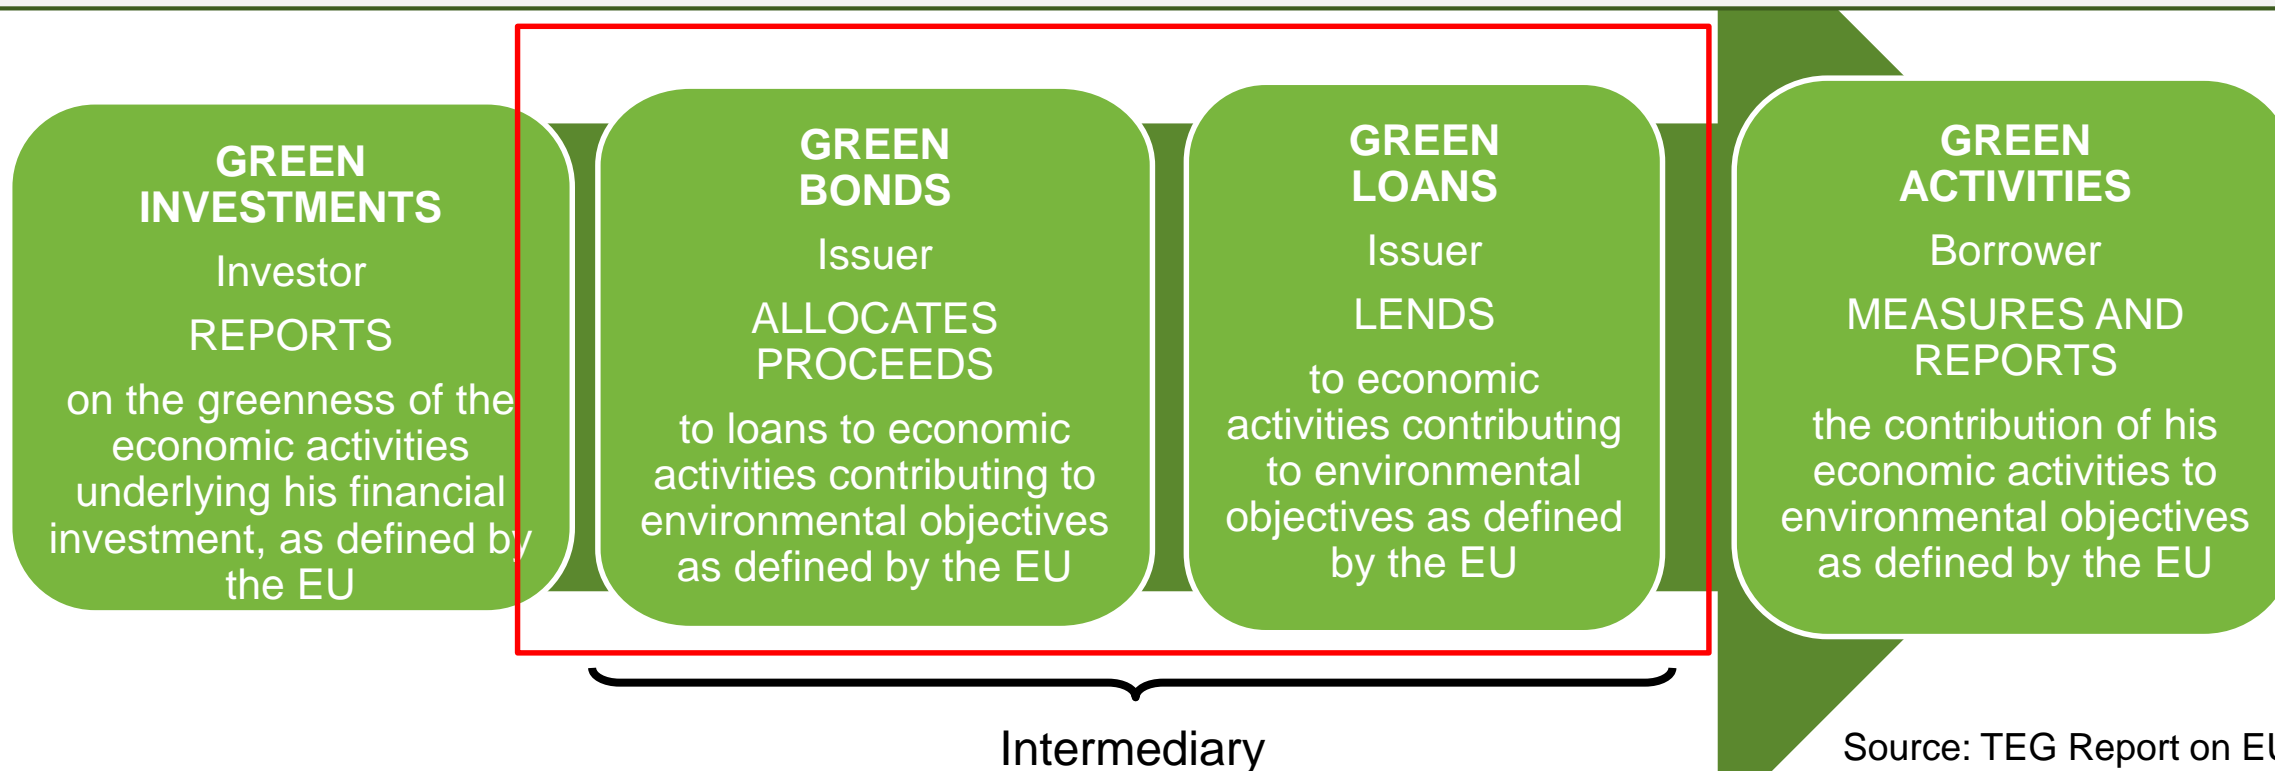 GREEN
INVESTMENTS
Investor
REPORTS
on the greenness of the
economic activities
underlying his financial
investment, as defined by
the EU
GREEN
BONDS
Issuer
ALLOCATES
PROCEEDS
to loans to economic
activities contributing to
environmental objectives
as defined by the EU
GREEN
LOANS
Issuer
LENDS
to economic
activities contributing
to environmental
objectives as defined
by the EU
GREEN
ACTIVITIES
Borrower
MEASURES AND
REPORTS
the contribution of his
economic activities to
environmental objectives
as defined by the EU
Intermediary
Source: TEG Report on EU